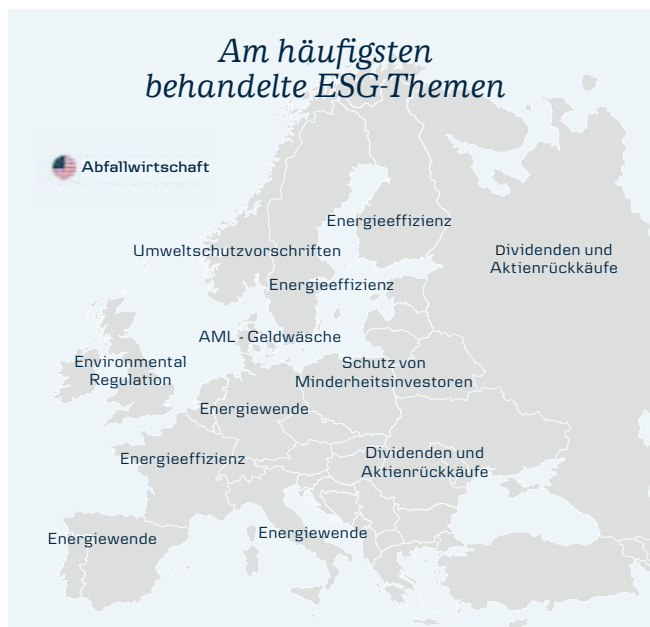 Am häufigsten
behandelte ESG-Themen
Abfallwirtschaft
Energieeffizienz
Umweltschutzvorschriften
Dividenden und
Aktienrückkäufe
Energieeffizienz
AML - Geldwäsche
Environmental
Regulation
Schutz von
Minderheitsinvestoren
Energiewende
Energieeffizienz
Dividenden und
Aktienrückkäufe
Energiewende
Energiewende